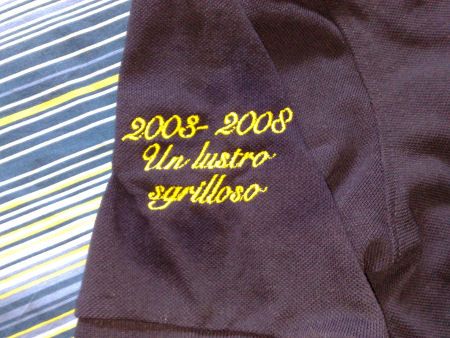 2003- 2008
Un lustro
sgrilloso